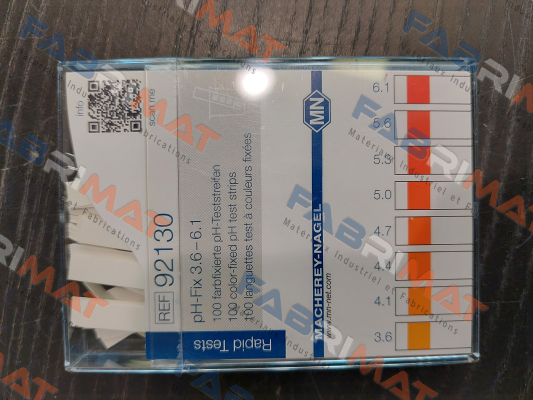 info
scan me
REF 92130
pH-Fix 3.6–6.1
100 farbfixierte pH-Teststreifen
100 color-fixed pH test strips
100 languettes test à couleurs fixées
Rapid Tests
MN
MACHEREY-NAGEL
www.mn-net.com
6.1
5.6
5.3
5.0
4.7
4.4
4.1
3.6
FABRIMAT
Matériaux Industriel et Fabrications